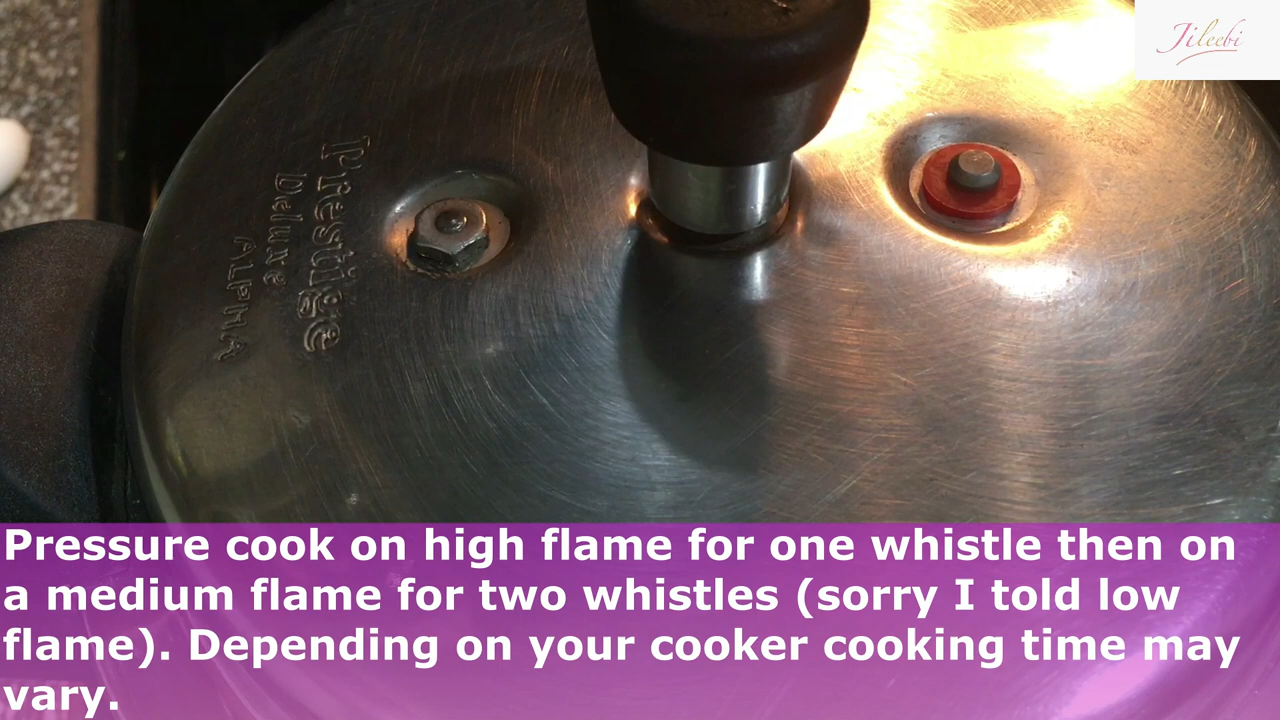 Jileebi
Prestige
Deluxe
ALPHA
Pressure cook on high flame for one whistle then on
a medium flame for two whistles (sorry I told low
flame). Depending on your cooker cooking time may
vary.